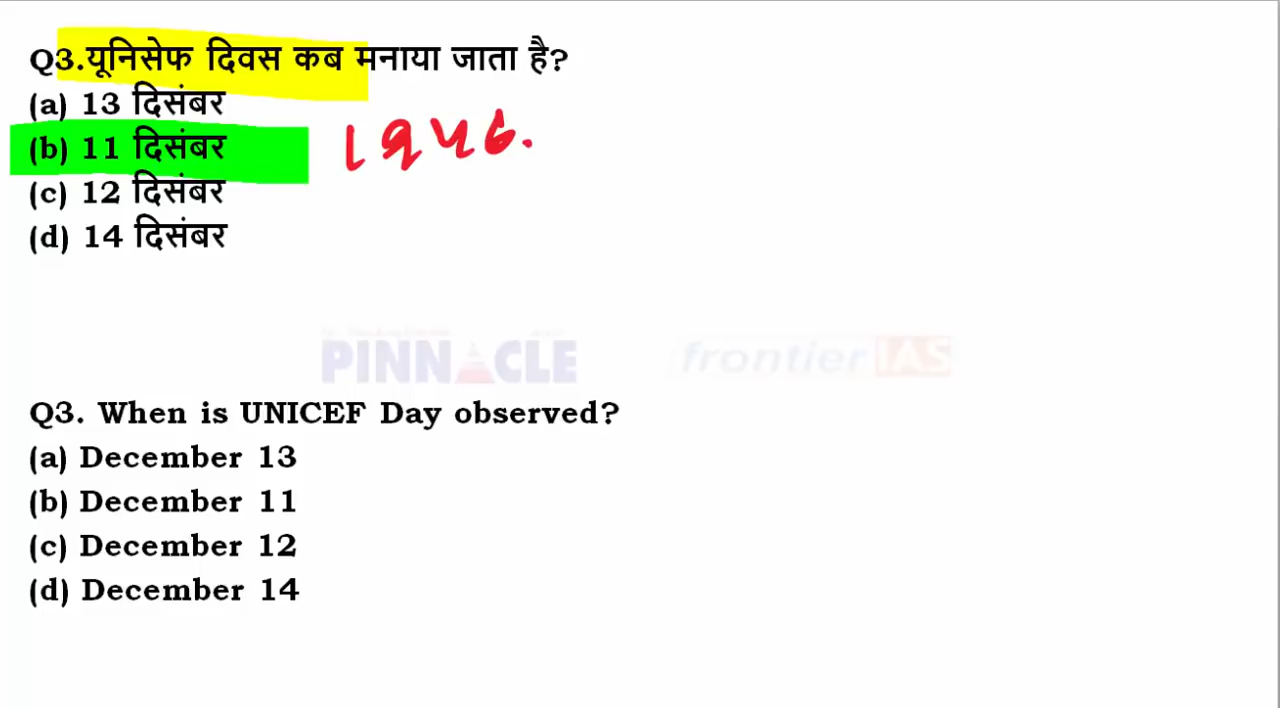 Q3.यूनिसेफ दिवस कब मनाया जाता है?
(a) 13 दिसंबर
(b) 11 दिसंबर
1946.
(c) 12 दिसंबर
(d) 14 दिसंबर
PINNACLE
frontier IAS
Q3. When is UNICEF Day observed?
(a) December 13
(b) December 11
(c) December 12
(d) December 14